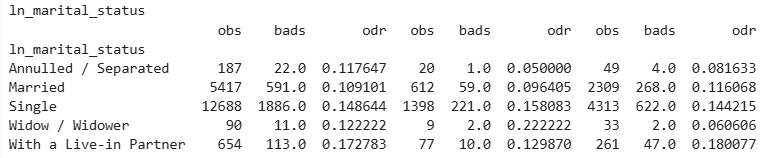 ln_marital_status
obs bads odr obs bads odr obs bads odr
ln_marital_status
Annulled / Separated 187 22.0 0.117647 20 1.0 0.050000 49 4.0 0.081633
Married 5417 591.0 0.109101 612 59.0 0.096405 2309 268.0 0.116068
Single 12688 1886.0 0.148644 1398 221.0 0.158083 4313 622.0 0.144215
Widow / Widower 90 11.0 0.122222 9 2.0 0.222222 33 2.0 0.060606
With a Live-in Partner 654 113.0 0.172783 77 10.0 0.129870 261 47.0 0.180077